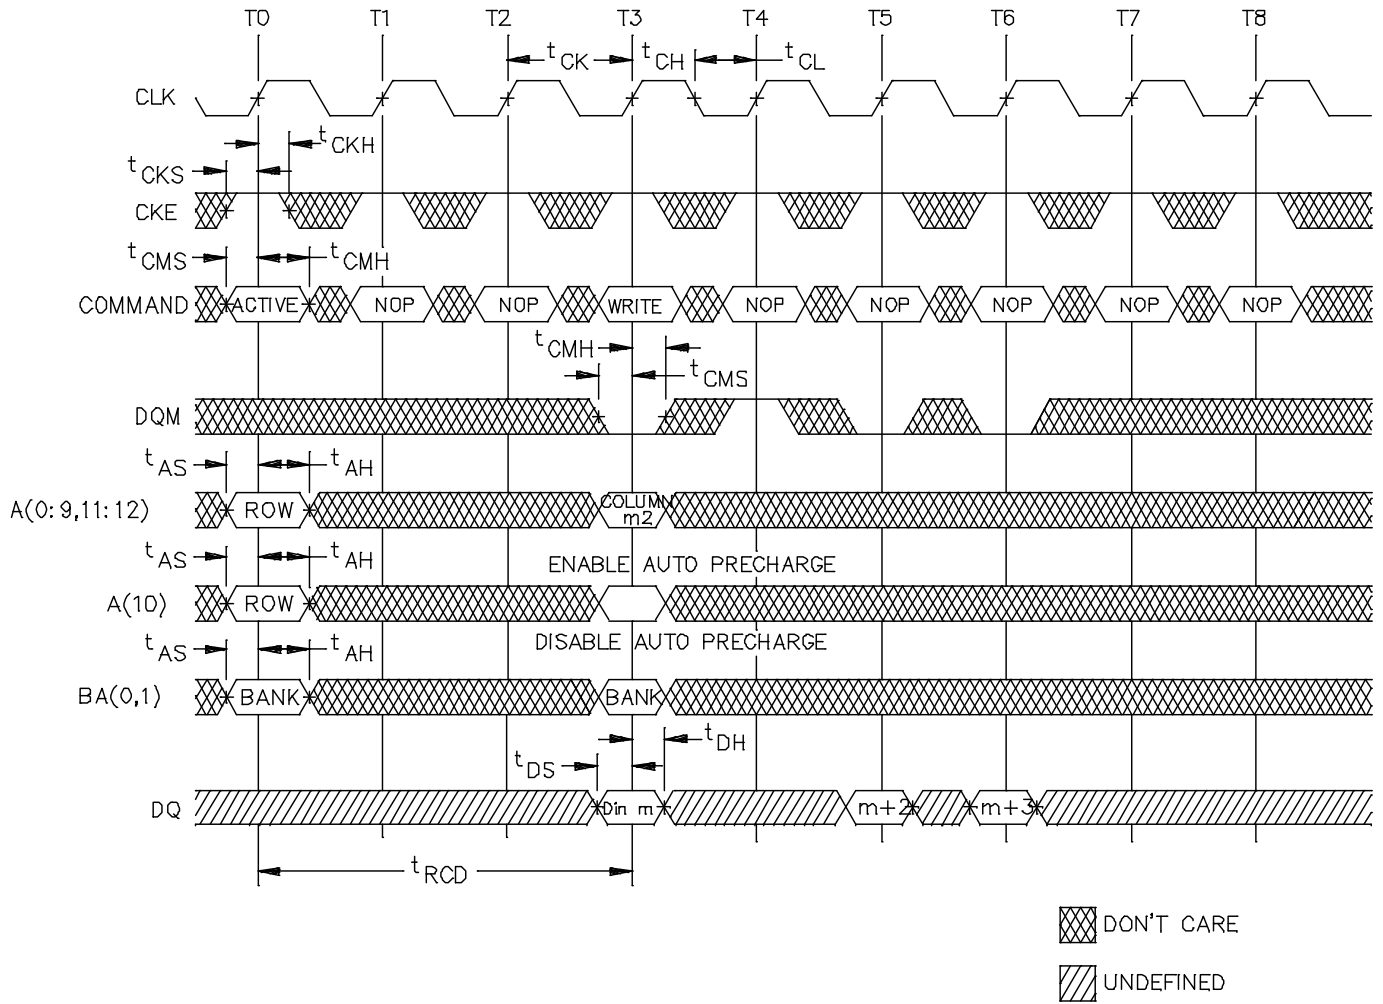 T0 T1 T2 T3 T4 T5 T6 T7 T8
tCK tCH tCL
CLK
tCKH
tCKS
CKE
tCMS tCMH
COMMAND ACTIVE NOP NOP WRITE NOP NOP NOP NOP NOP
tCMH
tCMS
DQM
tAS tAH
A(0:9,11:12) ROW COLUMN m2
tAS tAH
ENABLE AUTO PRECHARGE
A(10) ROW
DISABLE AUTO PRECHARGE
tAS tAH
BA(0,1) BANK BANK
tDH
tDS
DQ Din m m+2 m+3
tRCD
DON'T CARE
UNDEFINED